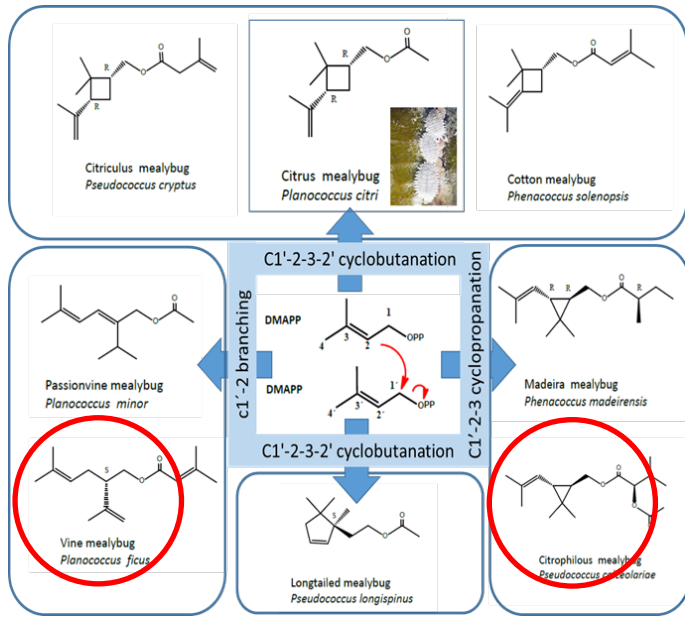 O
O
R
R
Citriculus mealybug
Pseudococcus cryptus
O
O
R
R
Citrus mealybug
Planococcus citri
O
O
Cotton mealybug
Phenacoccus solenopsis
C1'-2-3-2' cyclobutanation
c1'-2 branching
C1'-2-3 cyclopropanation
DMAPP
1
OPP
3
2
4
DMAPP
1'
OPP
3'
2'
4'
C1'-2-3-2' cyclobutanation
O
O
Passionvine mealybug
Planococcus minor
O
O
S
Vine mealybug
Planococcus ficus
R
R
O
O
R
Madeira mealybug
Phenacoccus madeirensis
O
O
O
Citrophilous mealybug
Pseudococcus calceolariae
S
O
O
Longtailed mealybug
Pseudococcus longispinus